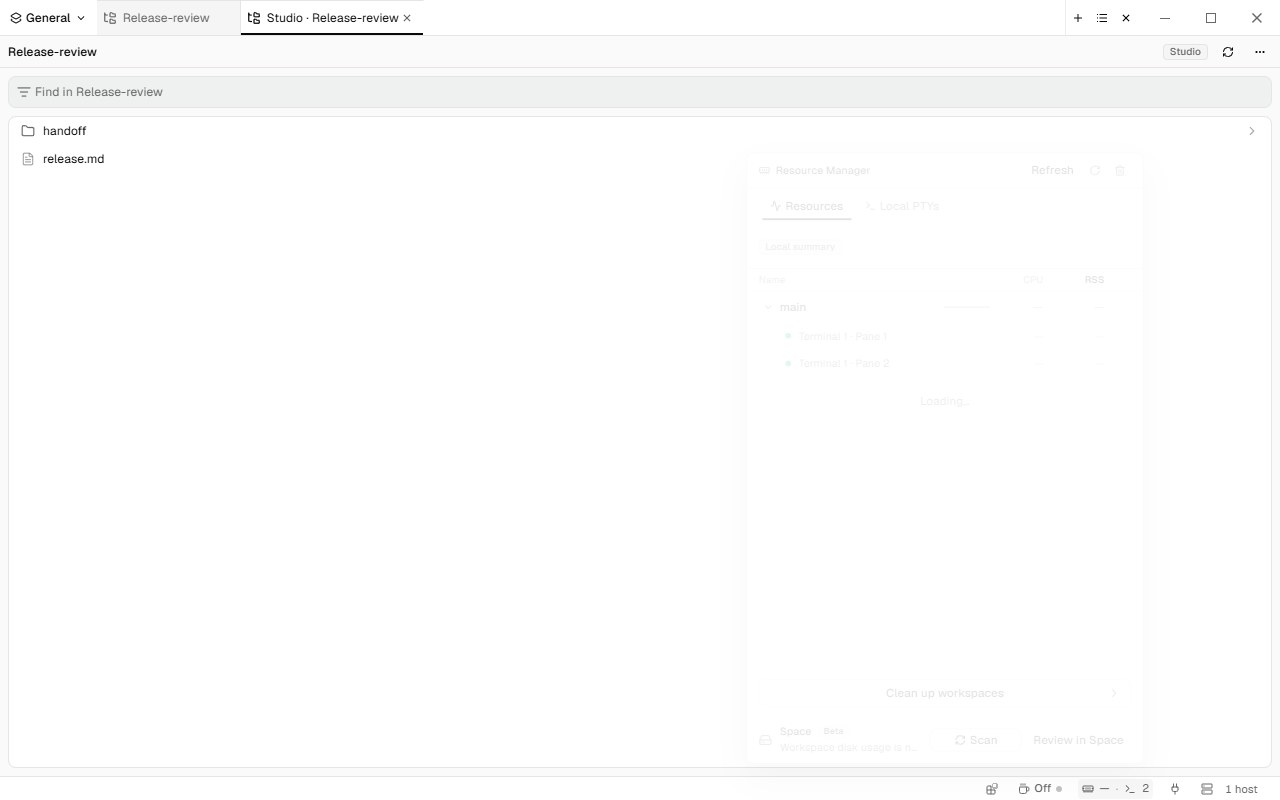 General
Release-review
Studio · Release-review
Release-review
Studio
Find in Release-review
handoff
release.md
Resource Manager
Refresh
Resources
Local PTYs
Local summary
Name
CPU
RSS
main
Terminal 1 · Pane 1
Terminal 1 · Pane 2
Loading...
Clean up workspaces
Space
Beta
Workspace disk usage is n...
Scan
Review in Space
Off
— · 2
1 host